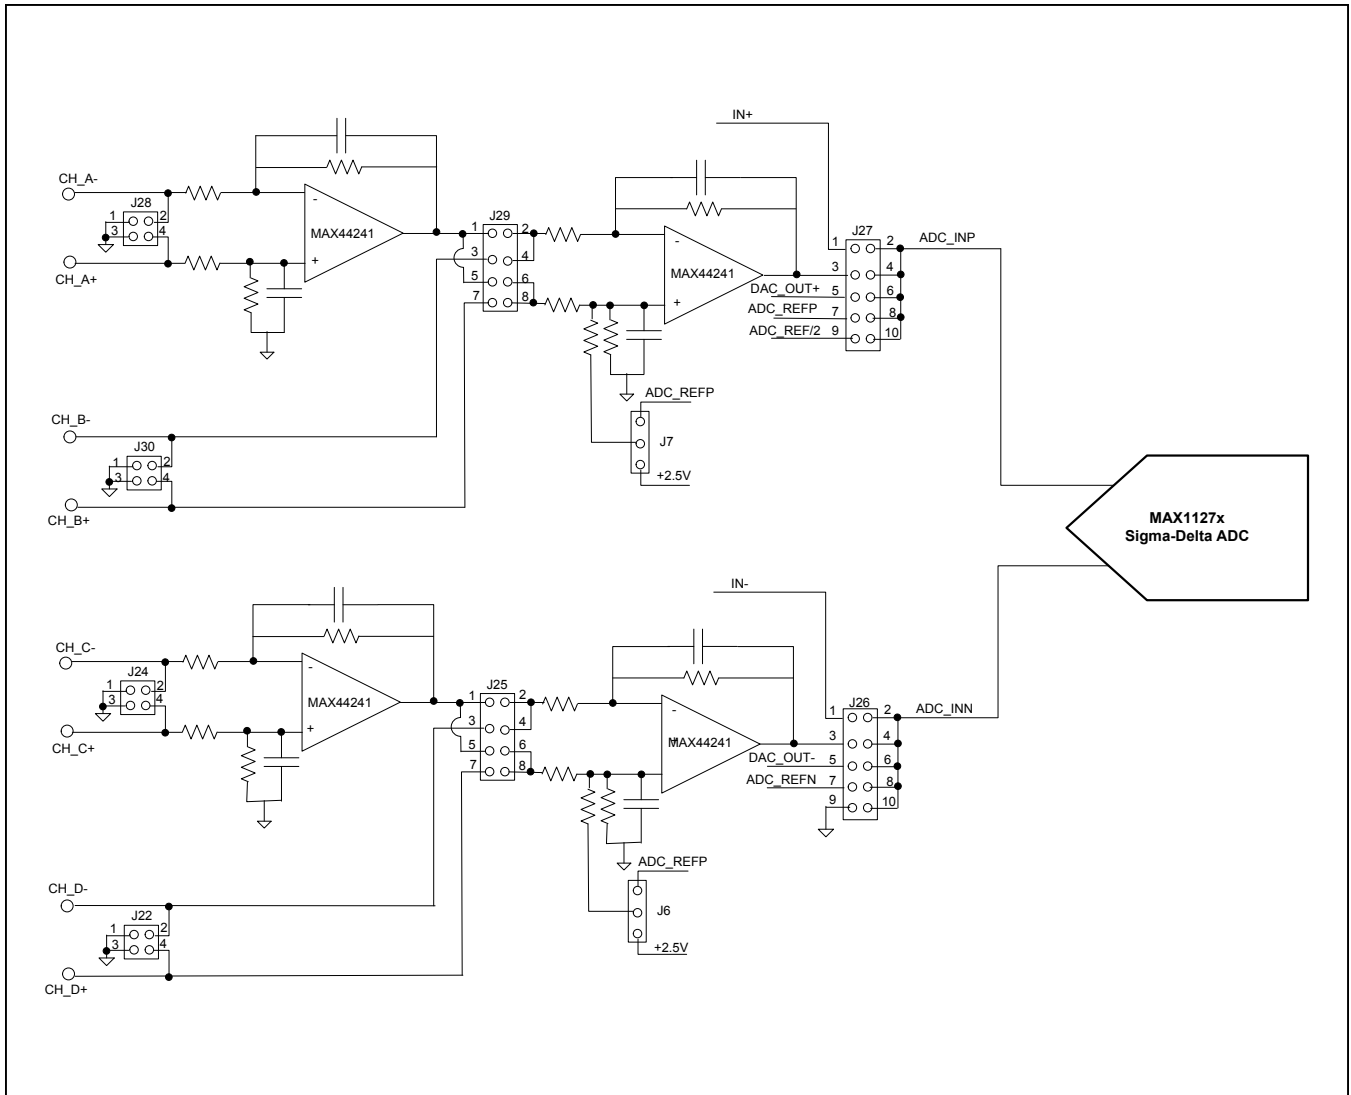 IN+
CH_A-
J28
1 2
3 4
CH_A+
-
MAX44241
+
J29
1 2
3 4
5 6
7 8
-
MAX44241
+
J27
1 2
3 4
DAC_OUT+ 5 6
ADC_REFP 7 8
ADC_REF/2 9 10
ADC_INP
ADC_REFP
J7
+2.5V
CH_B-
J30
1 2
3 4
CH_B+
MAX1127x
Sigma-Delta ADC
IN-
CH_C-
J24
1 2
3 4
CH_C+
-
MAX44241
+
J25
1 2
3 4
5 6
7 8
-
MAX44241
+
J26
1 2
3 4
DAC_OUT- 5 6
ADC_REFN 7 8
9 10
ADC_INN
ADC_REFP
J6
+2.5V
CH_D-
J22
1 2
3 4
CH_D+